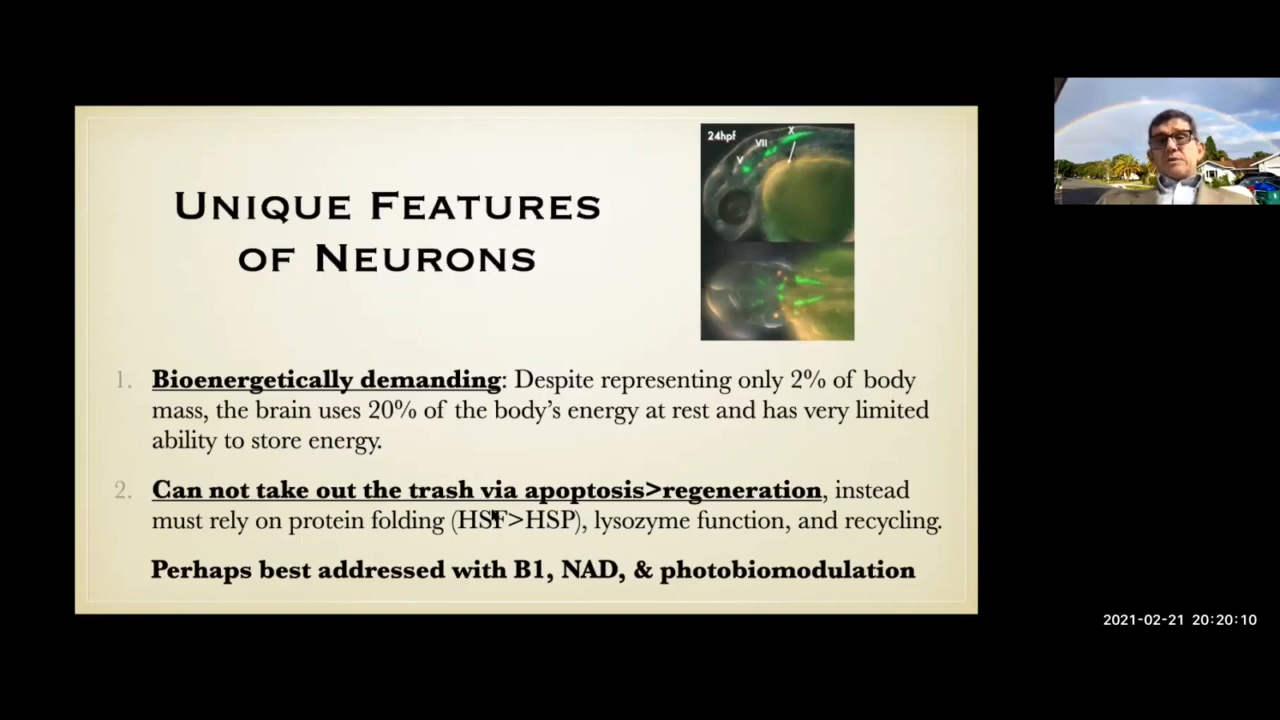 UNIQUE FEATURES
OF NEURONS
24hpf
X
VII
V
1. Bioenergetically demanding: Despite representing only 2% of body
mass, the brain uses 20% of the body's energy at rest and has very limited
ability to store energy.
2. Can not take out the trash via apoptosis>regeneration, instead
must rely on protein folding (HSF>HSP), lysozyme function, and recycling.
Perhaps best addressed with B1, NAD, & photobiomodulation
2021-02-21 20:20:10